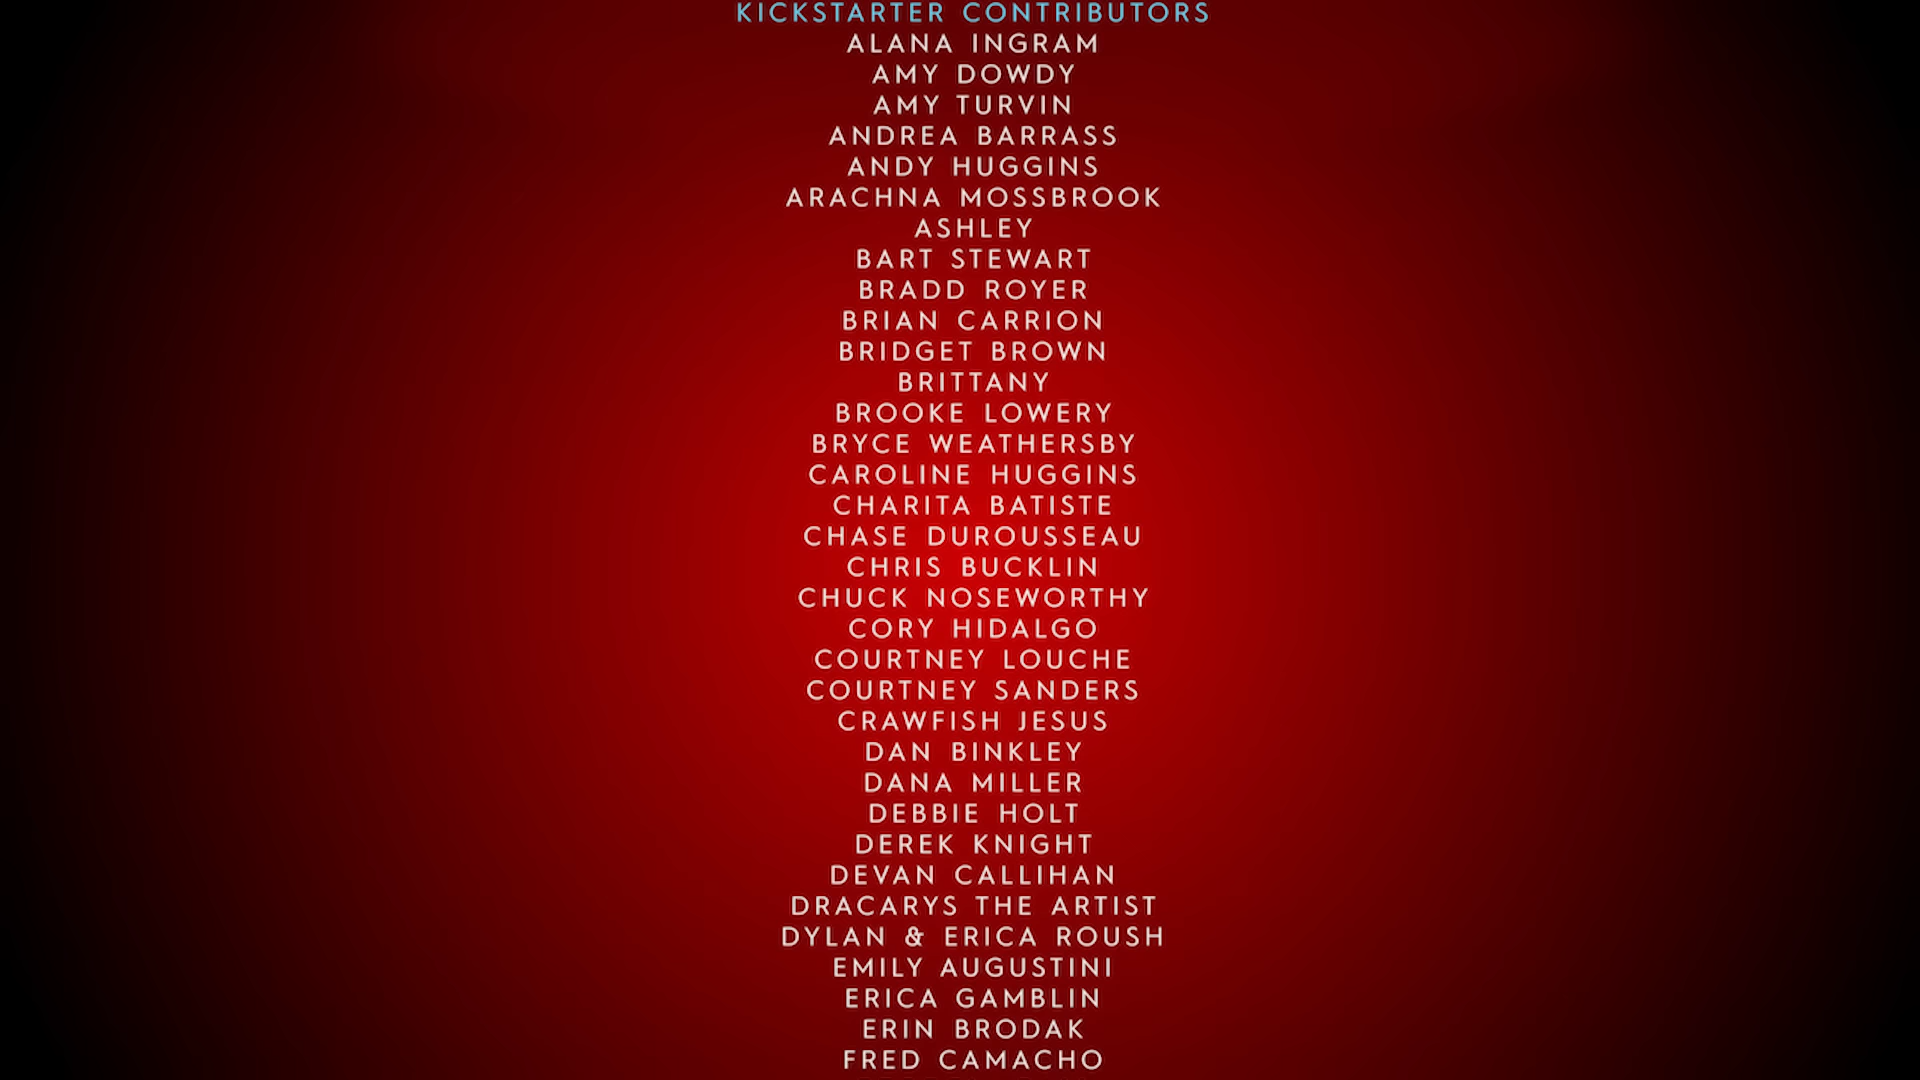 KICKSTARTER CONTRIBUTORS
ALANA INGRAM
AMY DOWDY
AMY TURVIN
ANDREA BARRASS
ANDY HUGGINS
ARACHNA MOSSBROOK
ASHLEY
BART STEWART
BRADD ROYER
BRIAN CARRION
BRIDGET BROWN
BRITTANY
BROOKE LOWERY
BRYCE WEATHERSBY
CAROLINE HUGGINS
CHARITA BATISTE
CHASE DUROUSSEAU
CHRIS BUCKLIN
CHUCK NOSEWORTHY
CORY HIDALGO
COURTNEY LOUCHE
COURTNEY SANDERS
CRAWFISH JESUS
DAN BINKLEY
DANA MILLER
DEBBIE HOLT
DEREK KNIGHT
DEVAN CALLIHAN
DRACARYS THE ARTIST
DYLAN & ERICA ROUSH
EMILY AUGUSTINI
ERICA GAMBLIN
ERIN BRODAK
FRED CAMACHO